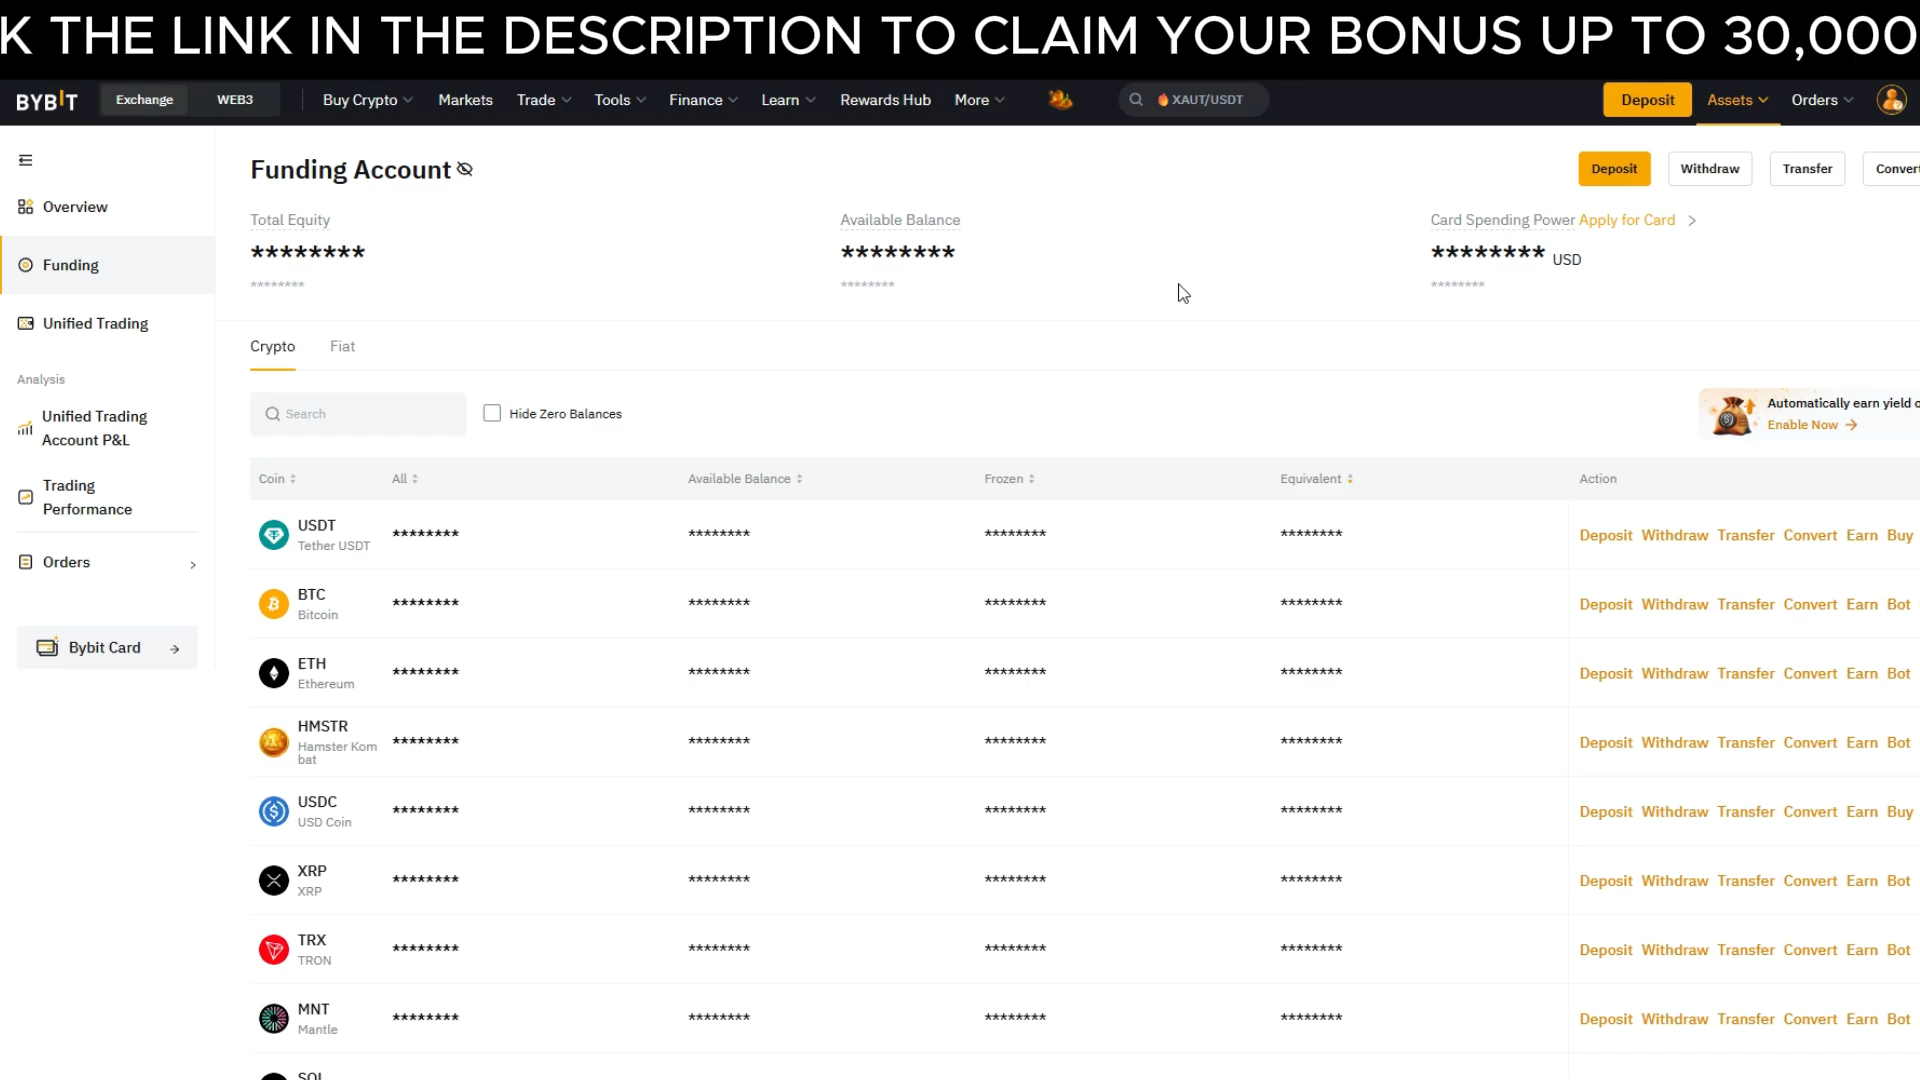 K THE LINK IN THE DESCRIPTION TO CLAIM YOUR BONUS UP TO 30,000
BYBIT Exchange WEB3 Buy Crypto Markets Trade Tools Finance Learn Rewards Hub More XAUT/USDT Deposit Assets Orders
Overview
Funding
Unified Trading
Analysis
Unified Trading
Account P&L
Trading
Performance
Orders
Bybit Card
Funding Account Deposit Withdraw Transfer Convert
Total Equity Available Balance Card Spending Power Apply for Card
******** ******** ******** USD
******** ******** ********
Crypto Fiat
Search Hide Zero Balances
Automatically earn yield o
Enable Now
Coin All Available Balance Frozen Equivalent Action
USDT
Tether USDT
******** ******** ******** ******** Deposit Withdraw Transfer Convert Earn Buy
BTC
Bitcoin
******** ******** ******** ******** Deposit Withdraw Transfer Convert Earn Bot
ETH
Ethereum
******** ******** ******** ******** Deposit Withdraw Transfer Convert Earn Bot
HMSTR
Hamster Kom
bat
******** ******** ******** ******** Deposit Withdraw Transfer Convert Earn Bot
USDC
USD Coin
******** ******** ******** ******** Deposit Withdraw Transfer Convert Earn Buy
XRP
XRP
******** ******** ******** ******** Deposit Withdraw Transfer Convert Earn Bot
TRX
TRON
******** ******** ******** ******** Deposit Withdraw Transfer Convert Earn Bot
MNT
Mantle
******** ******** ******** ******** Deposit Withdraw Transfer Convert Earn Bot
SOL